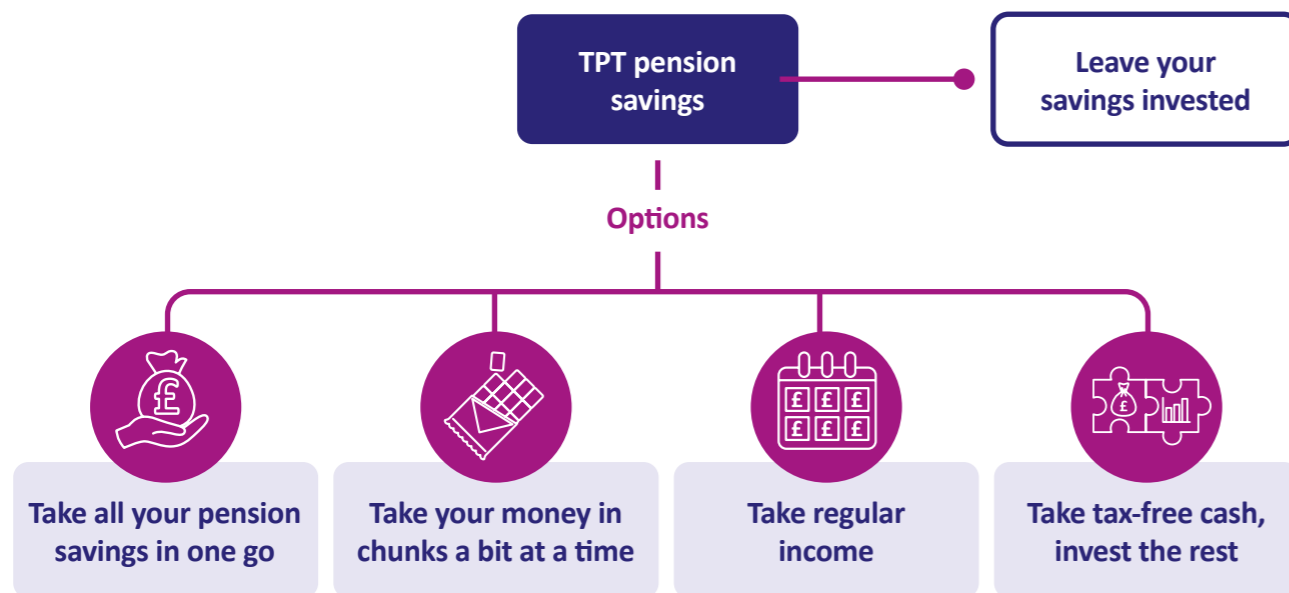 TPT pension
savings
Leave your
savings invested
Options
£
£ £ £
£ £ £
£
Take all your pension
savings in one go
Take your money in
chunks a bit at a time
Take regular
income
Take tax-free cash,
invest the rest